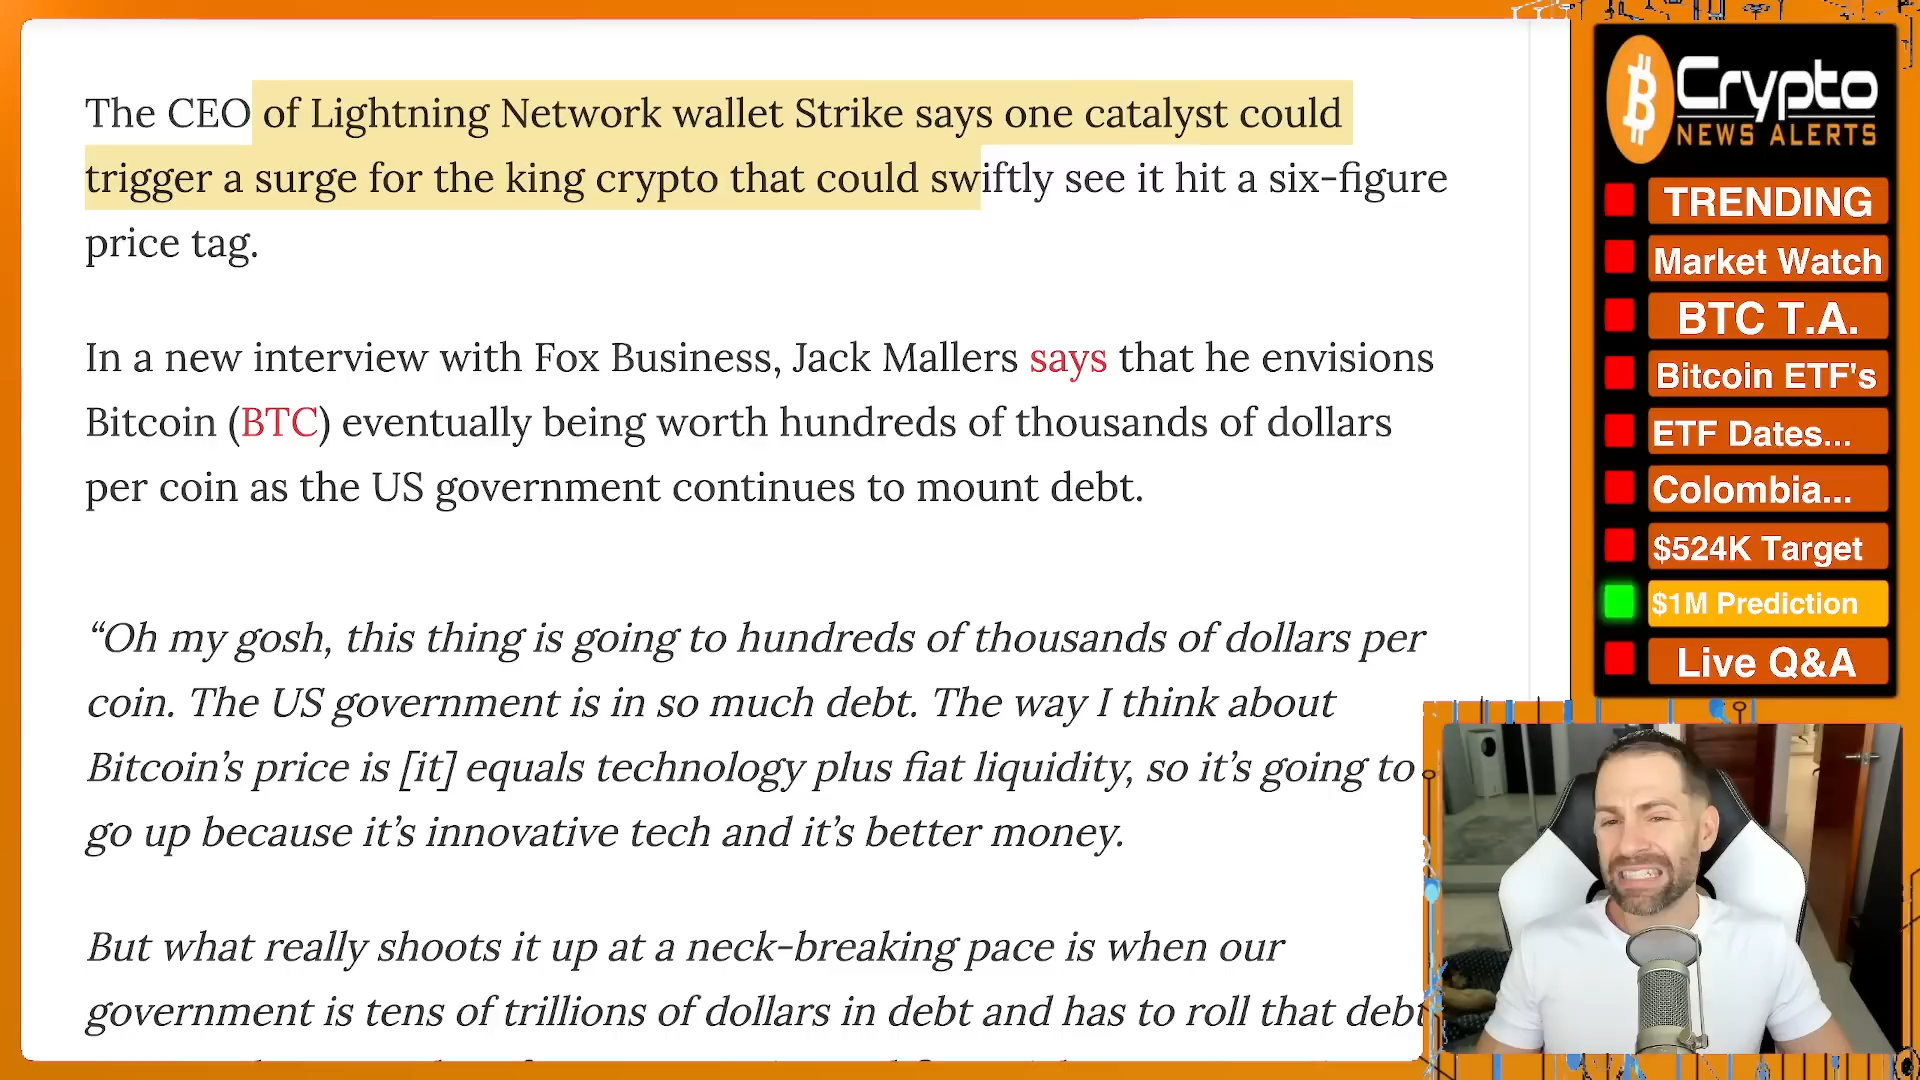 The CEO of Lightning Network wallet Strike says one catalyst could
trigger a surge for the king crypto that could swiftly see it hit a six-figure
price tag.
In a new interview with Fox Business, Jack Mallers says that he envisions
Bitcoin (BTC) eventually being worth hundreds of thousands of dollars
per coin as the US government continues to mount debt.
“Oh my gosh, this thing is going to hundreds of thousands of dollars per
coin. The US government is in so much debt. The way I think about
Bitcoin’s price is [it] equals technology plus fiat liquidity, so it’s going to
go up because it’s innovative tech and it’s better money.
But what really shoots it up at a neck-breaking pace is when our
government is tens of trillions of dollars in debt and has to roll that debt
Crypto
NEWS ALERTS
TRENDING
Market Watch
BTC T.A.
Bitcoin ETF's
ETF Dates...
Colombia...
$524K Target
$1M Prediction
Live Q&A